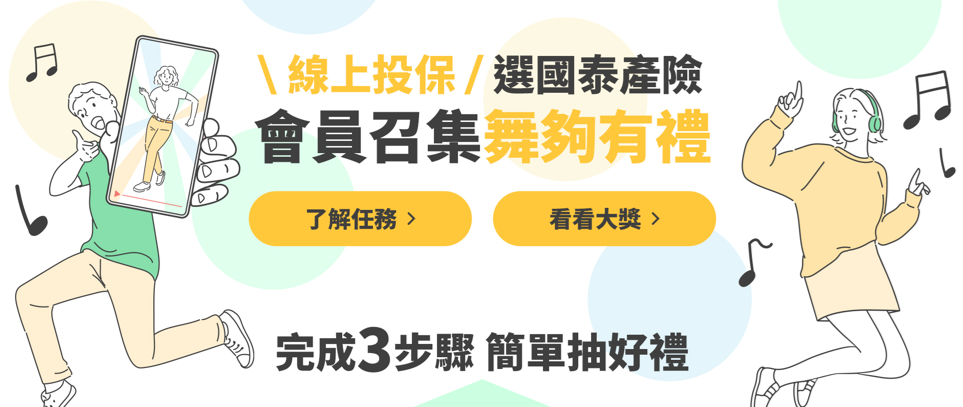 \ 線上投保 / 選國泰產險
會員召集舞夠有禮
了解任務 >
看看大獎 >
完成3步驟 簡單抽好禮